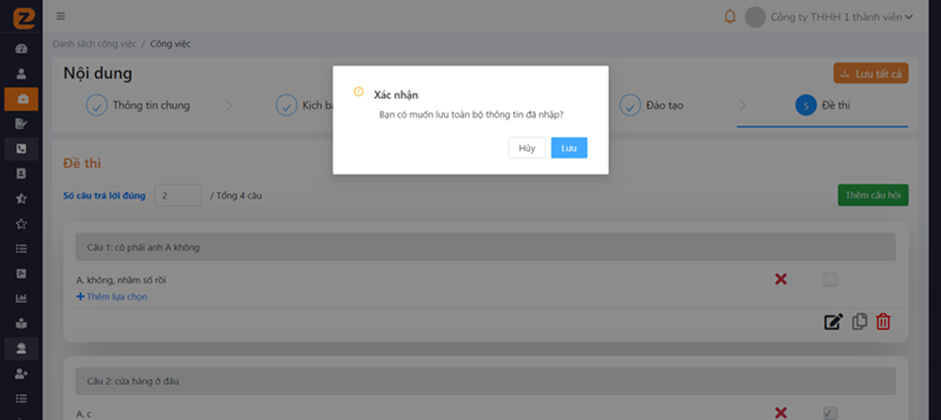 Công ty THHH 1 thành viên
Danh sách công việc / Công việc
Nội dung
Lưu tất cả
Thông tin chung
Kịch b
Đào tạo
5 Đề thi
Xác nhận
Bạn có muốn lưu toàn bộ thông tin đã nhập?
Hủy Lưu
Đề thi
Số câu trả lời đúng 2 / Tổng 4 câu
Thêm câu hỏi
Câu 1: có phải anh A không
A. không, nhầm số rồi
+ Thêm lựa chọn
Câu 2: cửa hàng ở đâu
A. c